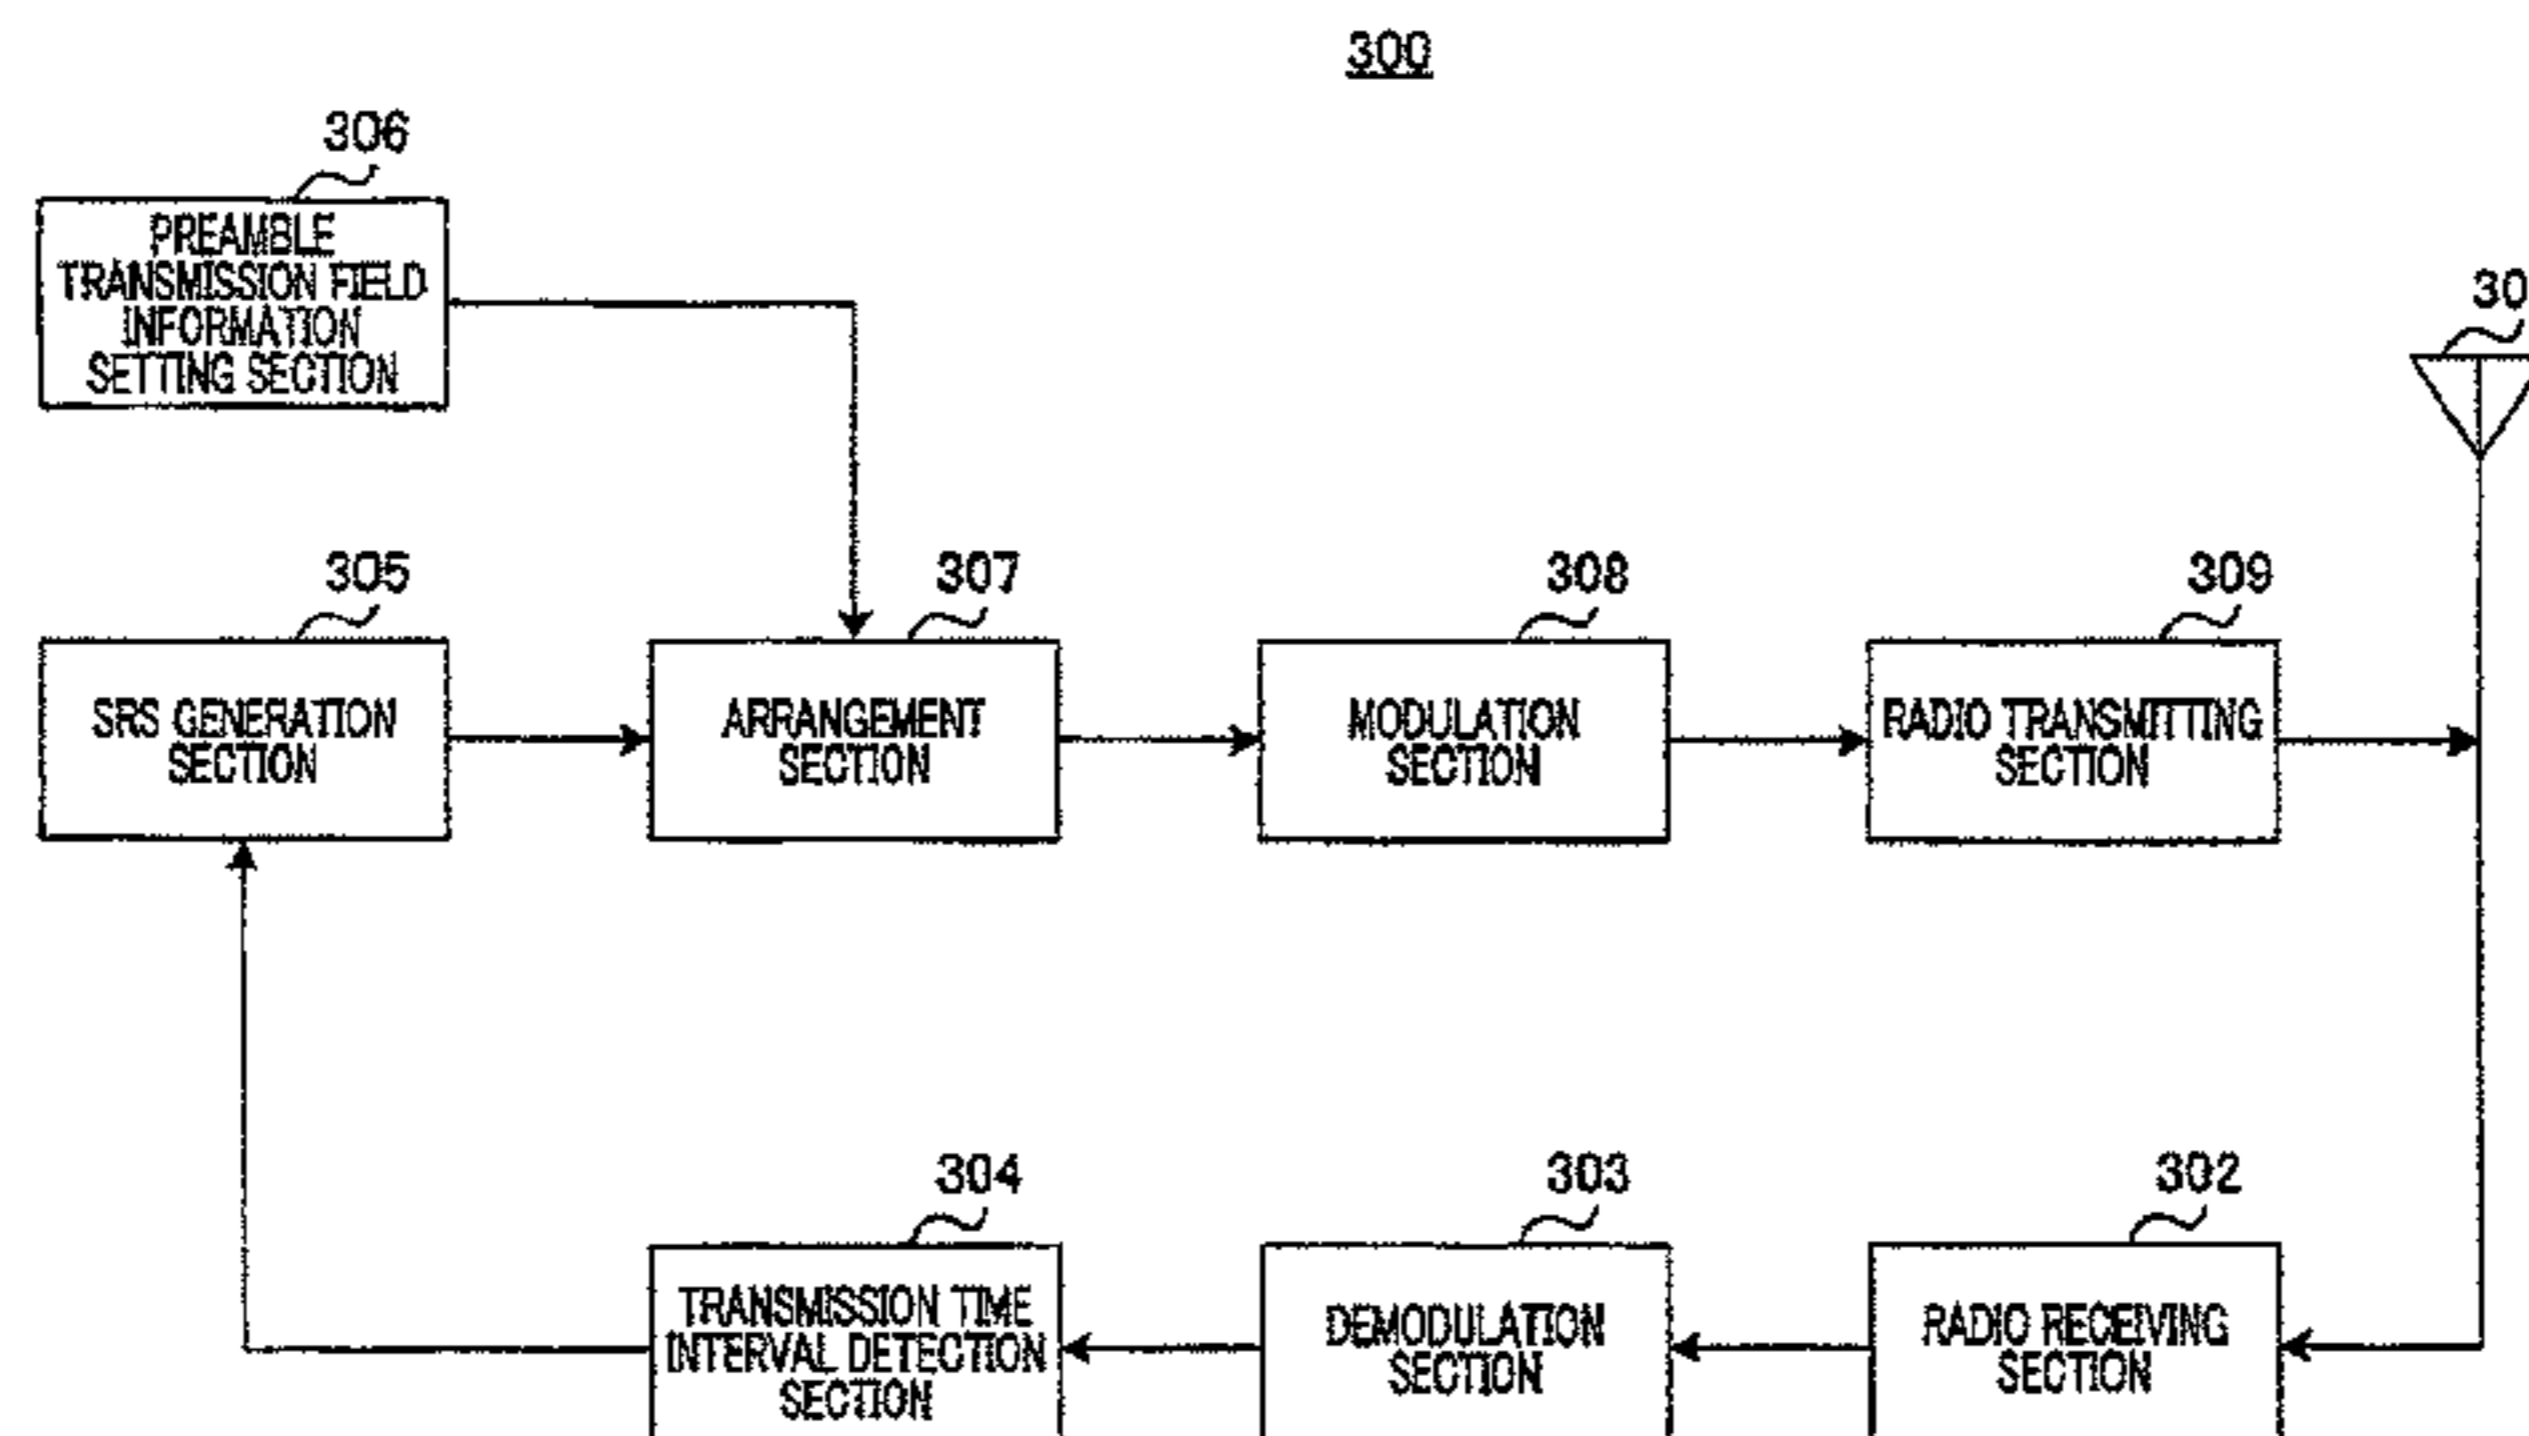 300
306
PREAMBLE
TRANSMISSION FIELD
INFORMATION
SETTING SECTION
30
305
307
308
309
SRS GENERATION
SECTION
ARRANGEMENT
SECTION
MODULATION
SECTION
RADIO TRANSMITTING
SECTION
304
303
302
TRANSMISSION TIME
INTERVAL DETECTION
SECTION
DEMODULATION
SECTION
RADIO RECEIVING
SECTION